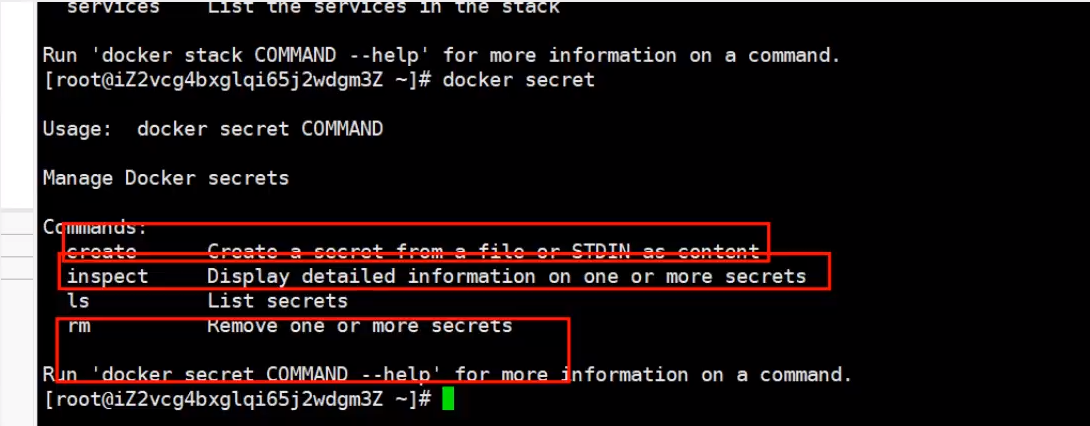 services    List the services in the stack
Run 'docker stack COMMAND --help' for more information on a command.
[root@iZ2vcg4bxglqi65j2wdgm3Z ~]# docker secret
Usage:  docker secret COMMAND
Manage Docker secrets
Commands:
create      Create a secret from a file or STDIN as content
inspect     Display detailed information on one or more secrets
ls          List secrets
rm          Remove one or more secrets
Run 'docker secret COMMAND --help' for more information on a command.
[root@iZ2vcg4bxglqi65j2wdgm3Z ~]#